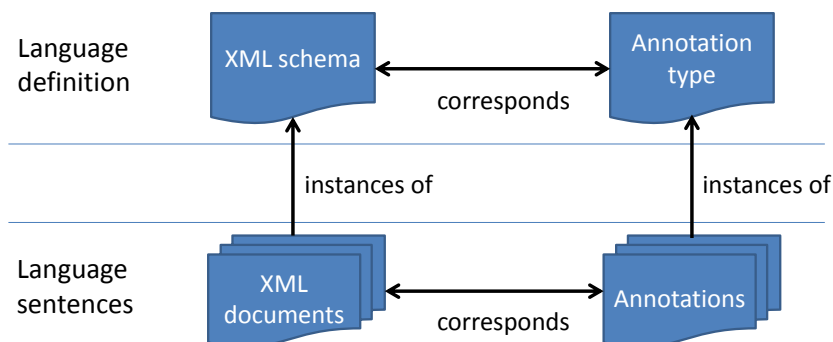 Language
definition
XML schema
Annotation
type
corresponds
instances of
instances of
Language
sentences
XML
documents
Annotations
corresponds